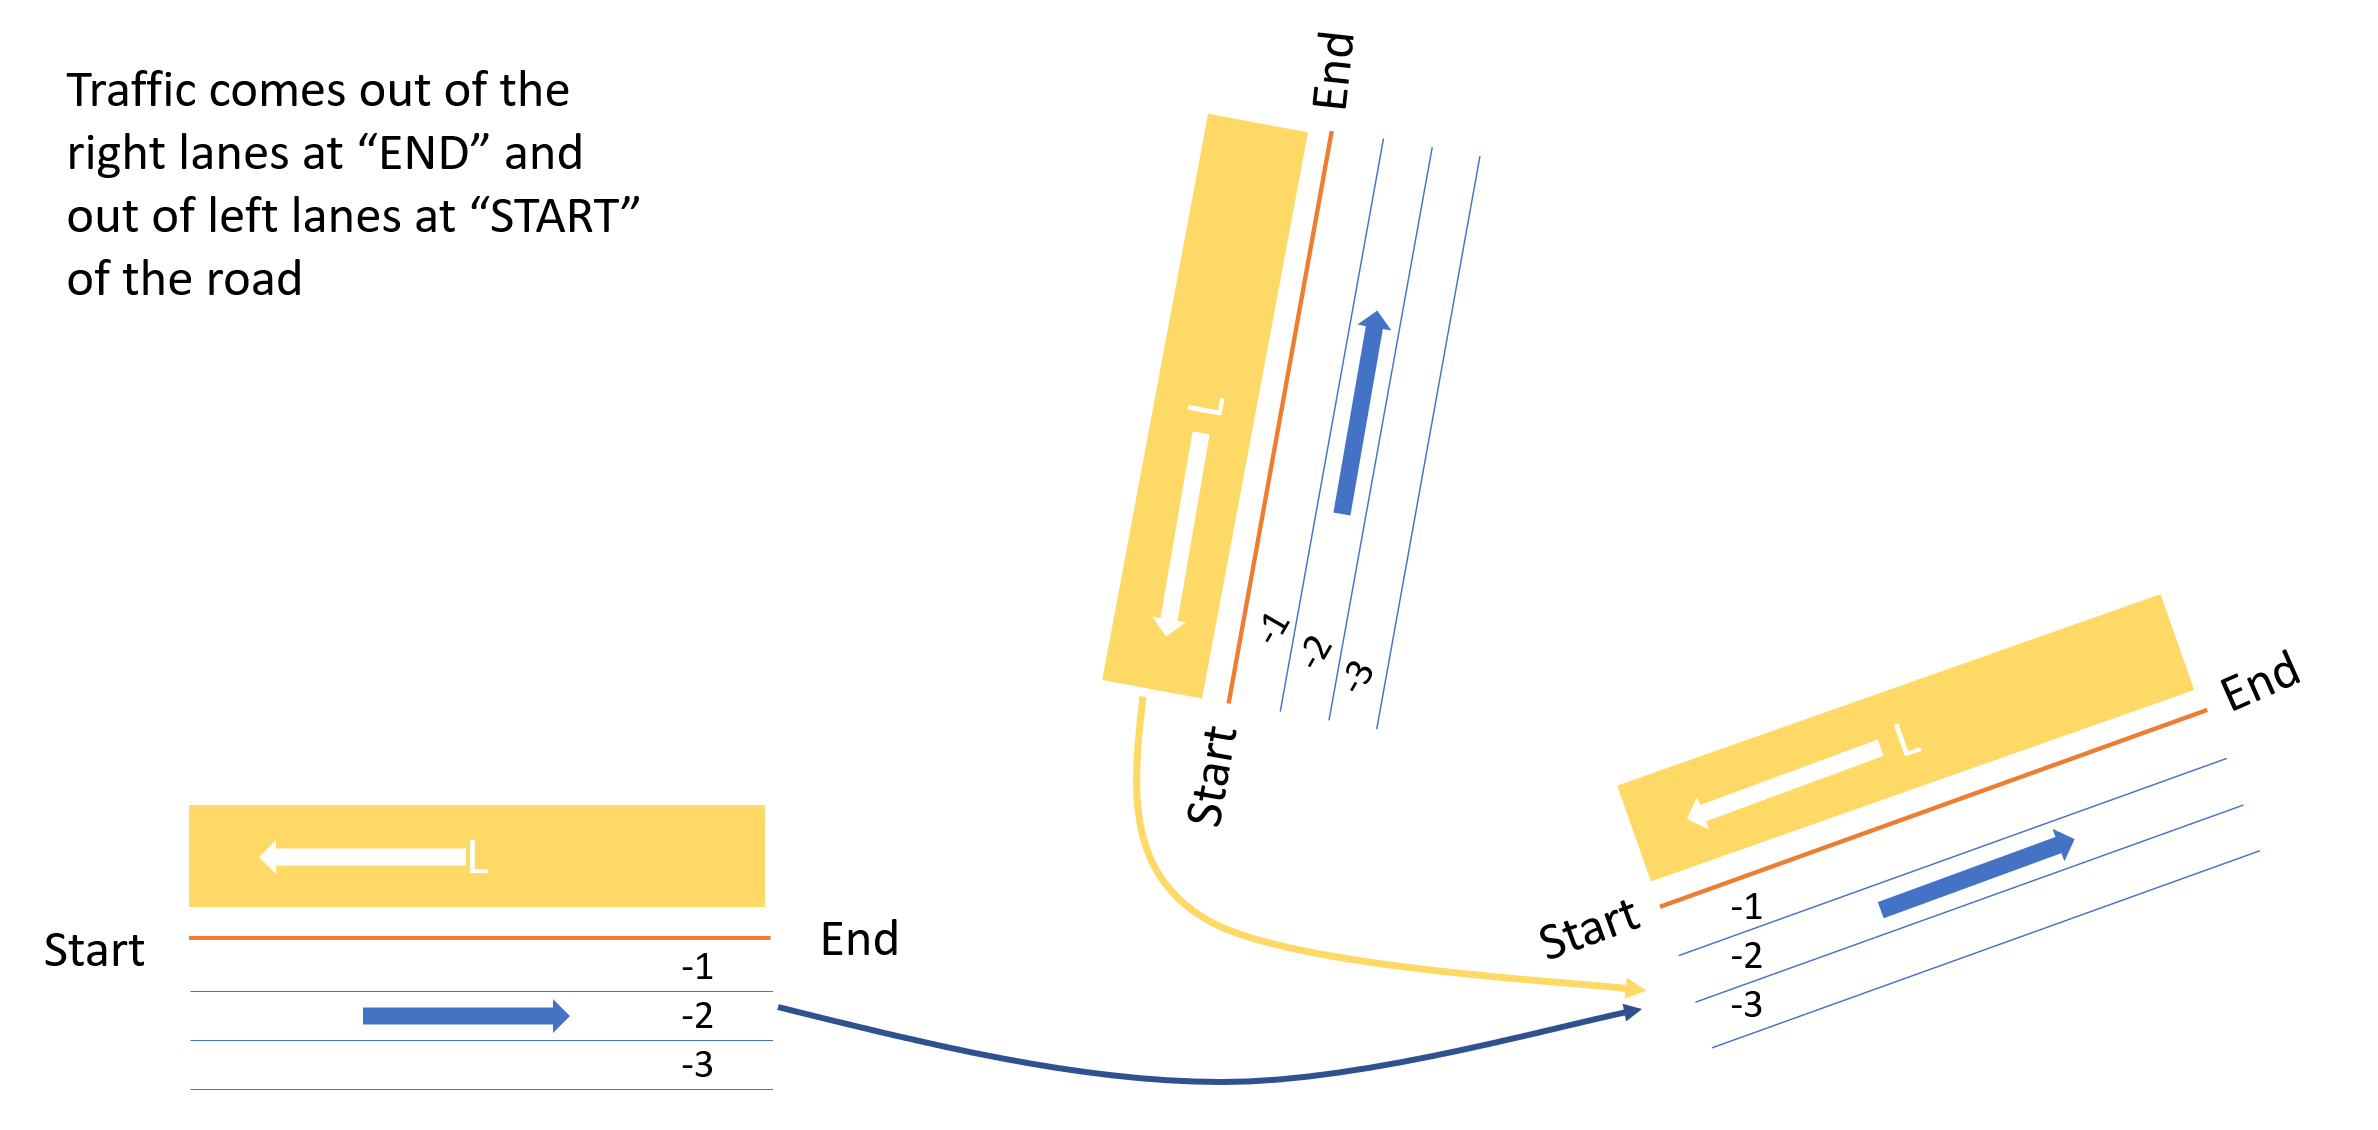 Traffic comes out of the
right lanes at “END” and
out of left lanes at “START”
of the road
End
L
-1
-2
-3
Start
End
L
Start
-1
-2
-3
L
Start
End
-1
-2
-3